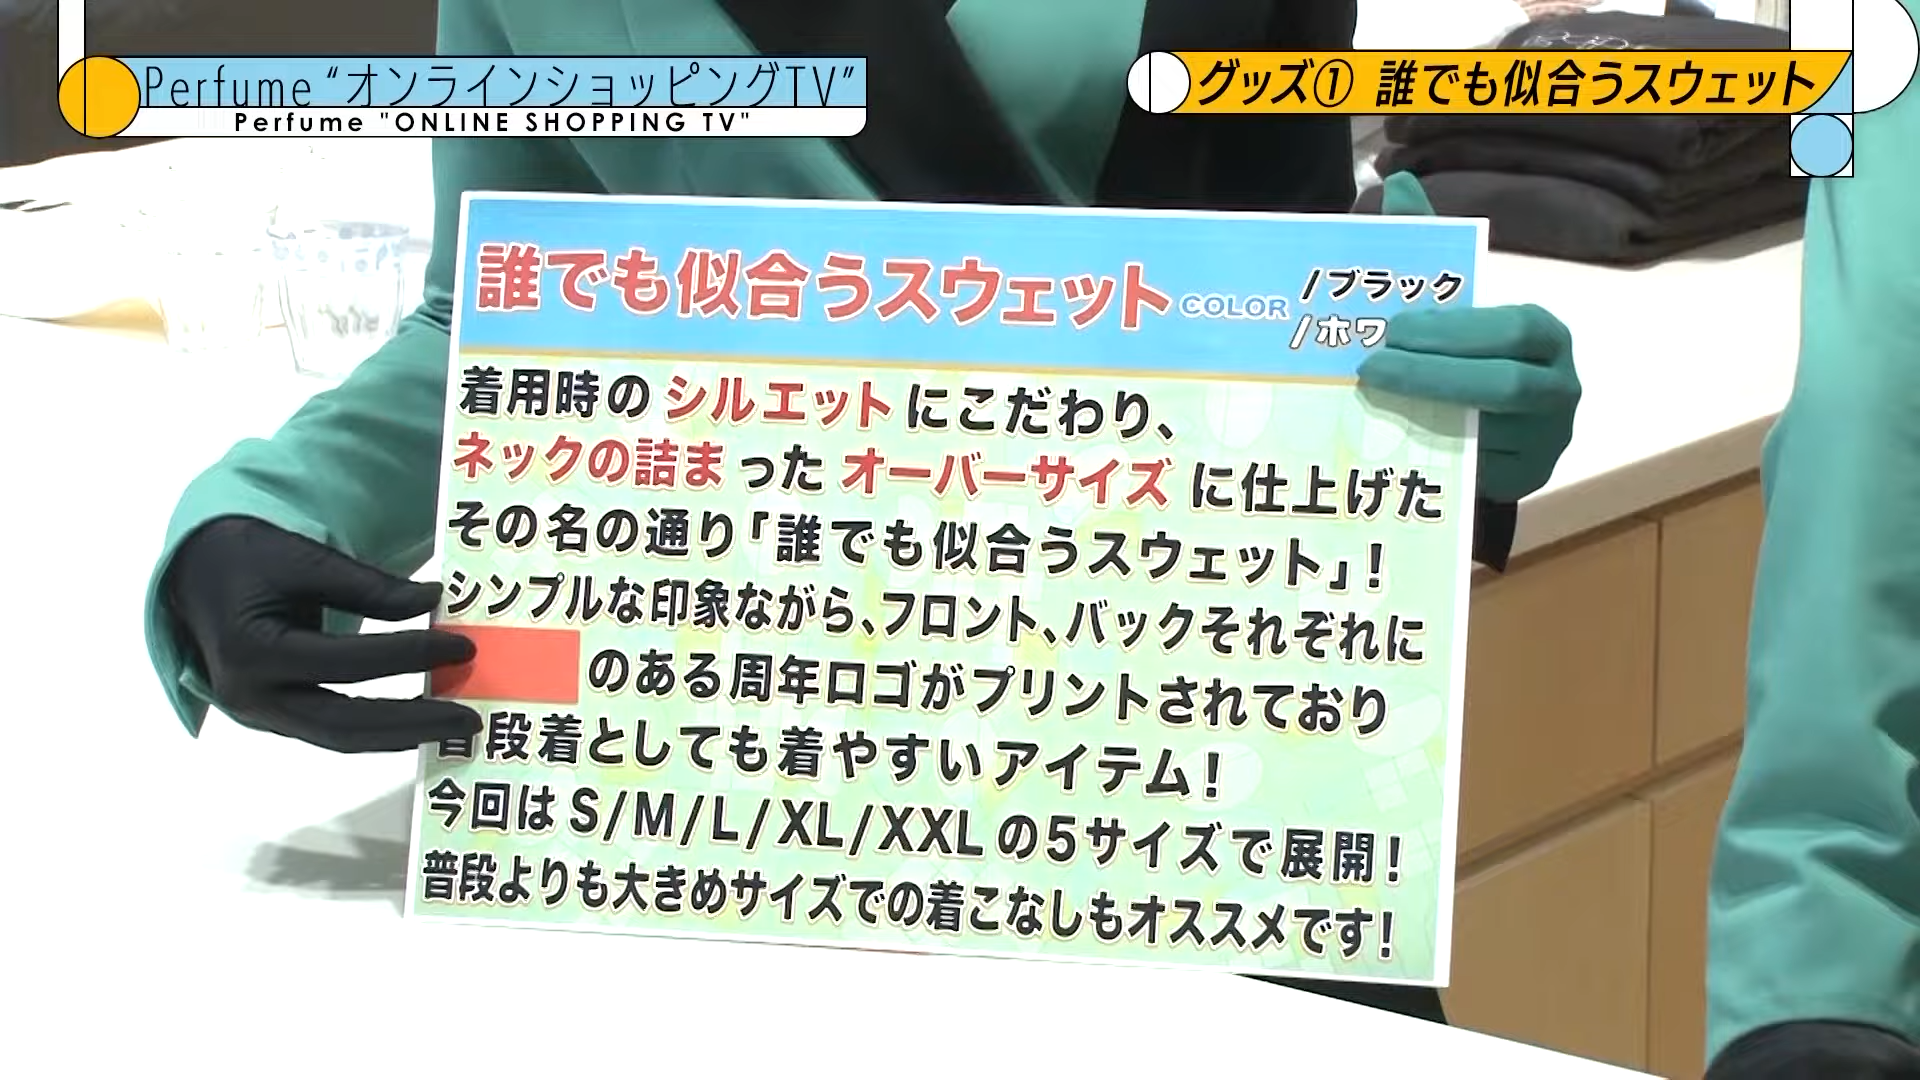 Perfume “オンラインショッピングTV”
Perfume "ONLINE SHOPPING TV"
グッズ① 誰でも似合うスウェット
誰でも似合うスウェット COLOR /ブラック
/ホワ
着用時の シルエット にこだわり、
ネックの詰まった オーバーサイズ に仕上げた
その名の通り「誰でも似合うスウェット」!
シンプルな印象ながら、フロント、バックそれぞれに
のある周年ロゴがプリントされており
普段着としても着やすいアイテム!
今回は S/M/L/XL/XXL の5サイズで展開!
普段よりも大きめサイズでの着こなしもオススメです!